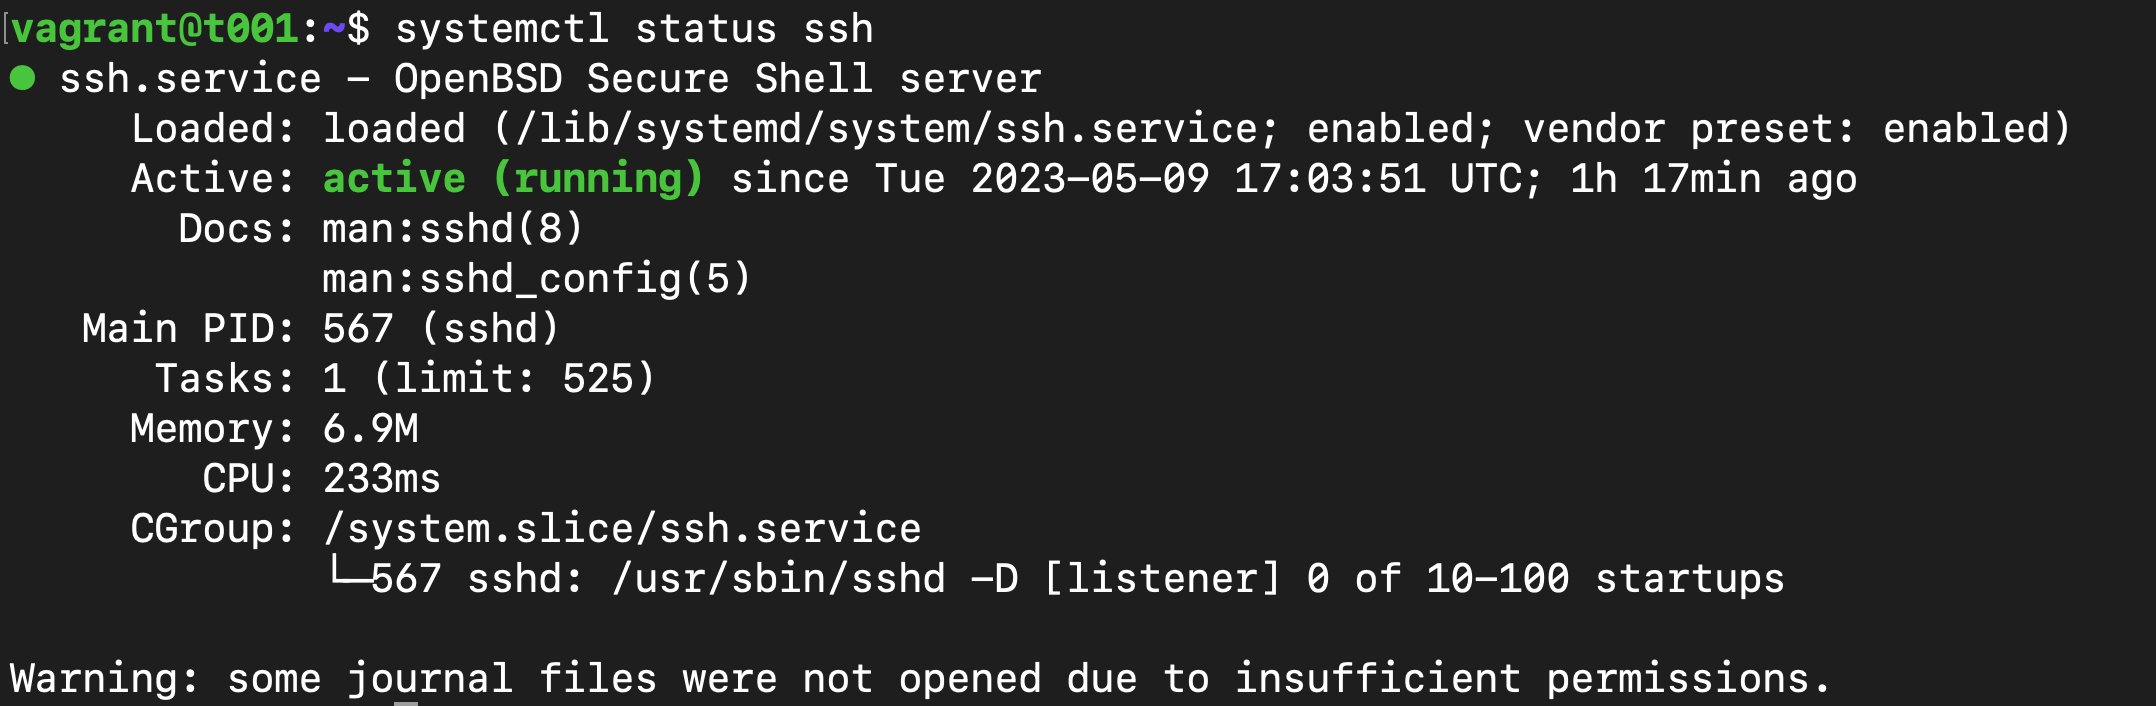 [vagrant@t001:~$ systemctl status ssh
● ssh.service - OpenBSD Secure Shell server
     Loaded: loaded (/lib/systemd/system/ssh.service; enabled; vendor preset: enabled)
     Active: active (running) since Tue 2023-05-09 17:03:51 UTC; 1h 17min ago
       Docs: man:sshd(8)
             man:sshd_config(5)
   Main PID: 567 (sshd)
      Tasks: 1 (limit: 525)
     Memory: 6.9M
        CPU: 233ms
     CGroup: /system.slice/ssh.service
             └─567 sshd: /usr/sbin/sshd -D [listener] 0 of 10-100 startups

Warning: some journal files were not opened due to insufficient permissions.